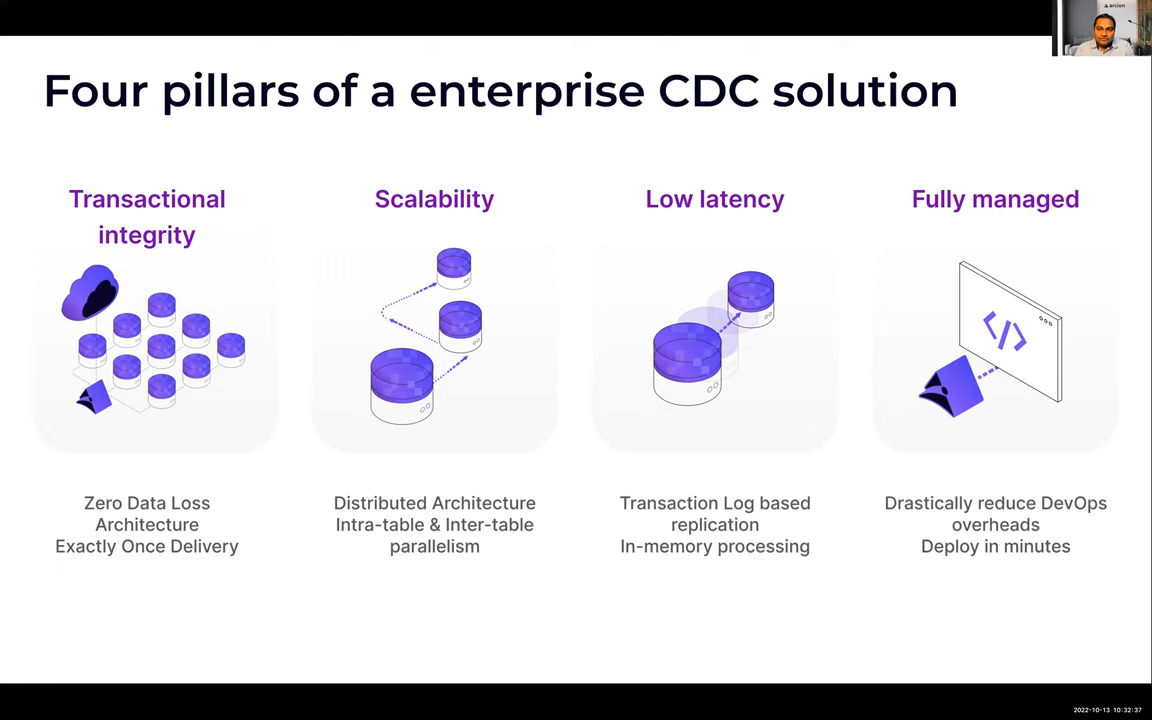 arcion
Four pillars of a enterprise CDC solution
Transactional
integrity
Scalability
Low latency
Fully managed
Zero Data Loss
Architecture
Exactly Once Delivery
Distributed Architecture
Intra-table & Inter-table
parallelism
Transaction Log based
replication
In-memory processing
Drastically reduce DevOps
overheads
Deploy in minutes
2022-10-13 10:32:37